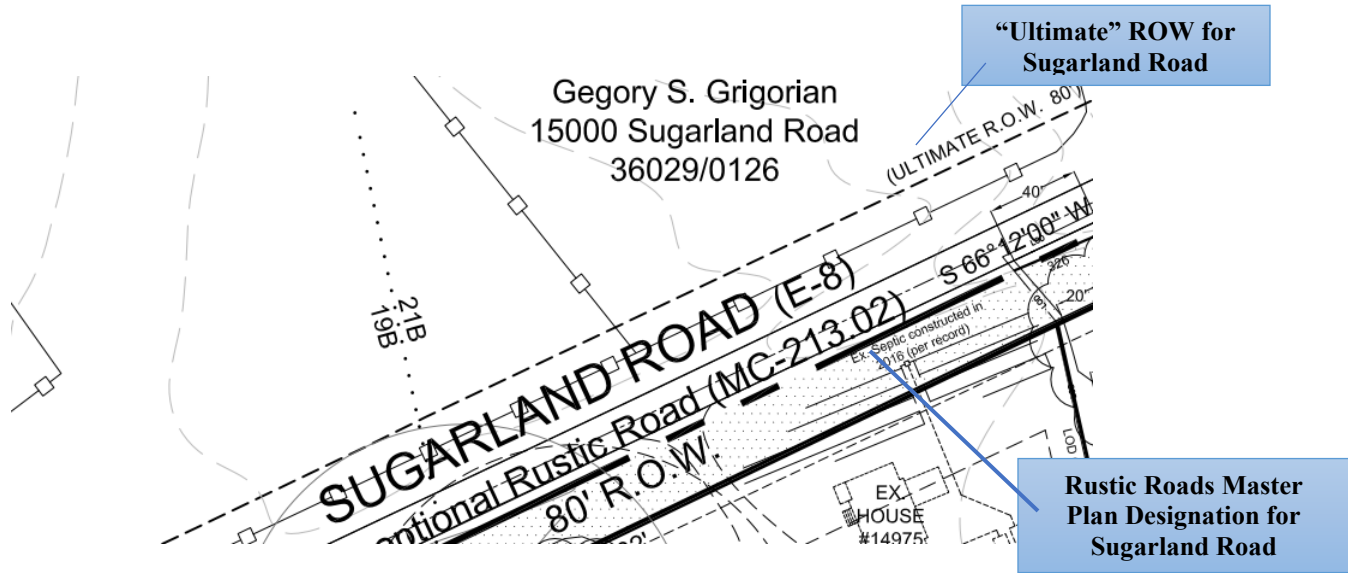 “Ultimate” ROW for
Sugarland Road
Gegory S. Grigorian
15000 Sugarland Road
36029/0126
(ULTIMATE R.O.W. 80')
40'
S 66°12'00" W
SUGARLAND ROAD (E-8)
21B
19B
ptional Rustic Road (MC-213.02)
80' R.O.W.
326
20'
Ex. Septic constructed in
2016 (per record)
EX.
HOUSE
#14975
LOD
Rustic Roads Master
Plan Designation for
Sugarland Road